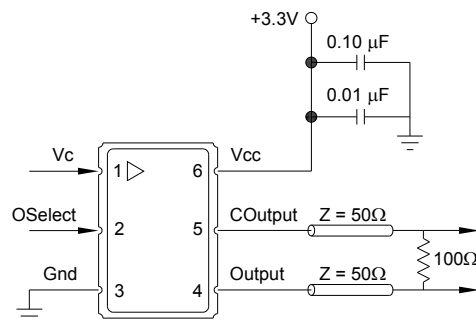 +3.3V
0.10 μF
0.01 μF
Vc 1 6 Vcc
OSelect 2 5 COutput Z = 50Ω
100Ω
Gnd 3 4 Output Z = 50Ω